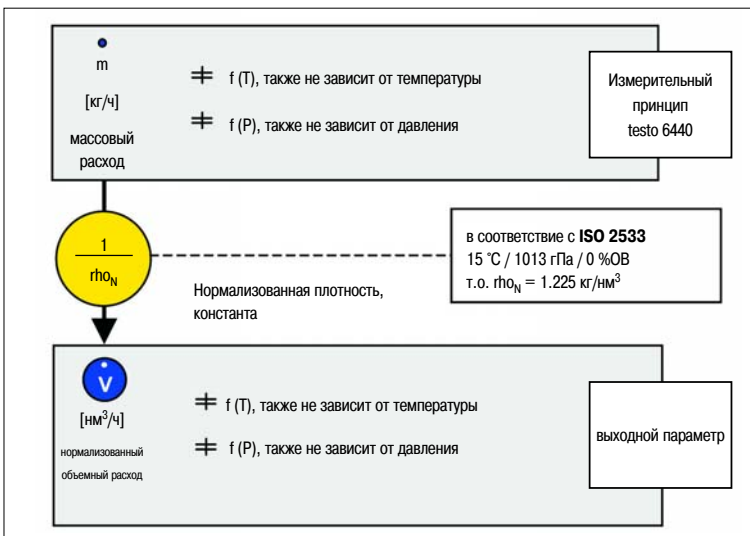 m
[кг/ч]
массовый
расход
≠ f (T), также не зависит от температуры
≠ f (P), также не зависит от давления
Измерительный
принцип
testo 6440
1
rho_N
Нормализованная плотность,
константа
в соответствие с ISO 2533
15 °C / 1013 гПа / 0 %ОВ
т.о. rho_N = 1.225 кг/нм³
V
[нм³/ч]
нормализованный
объемный расход
≠ f (T), также не зависит от температуры
≠ f (P), также не зависит от давления
выходной параметр